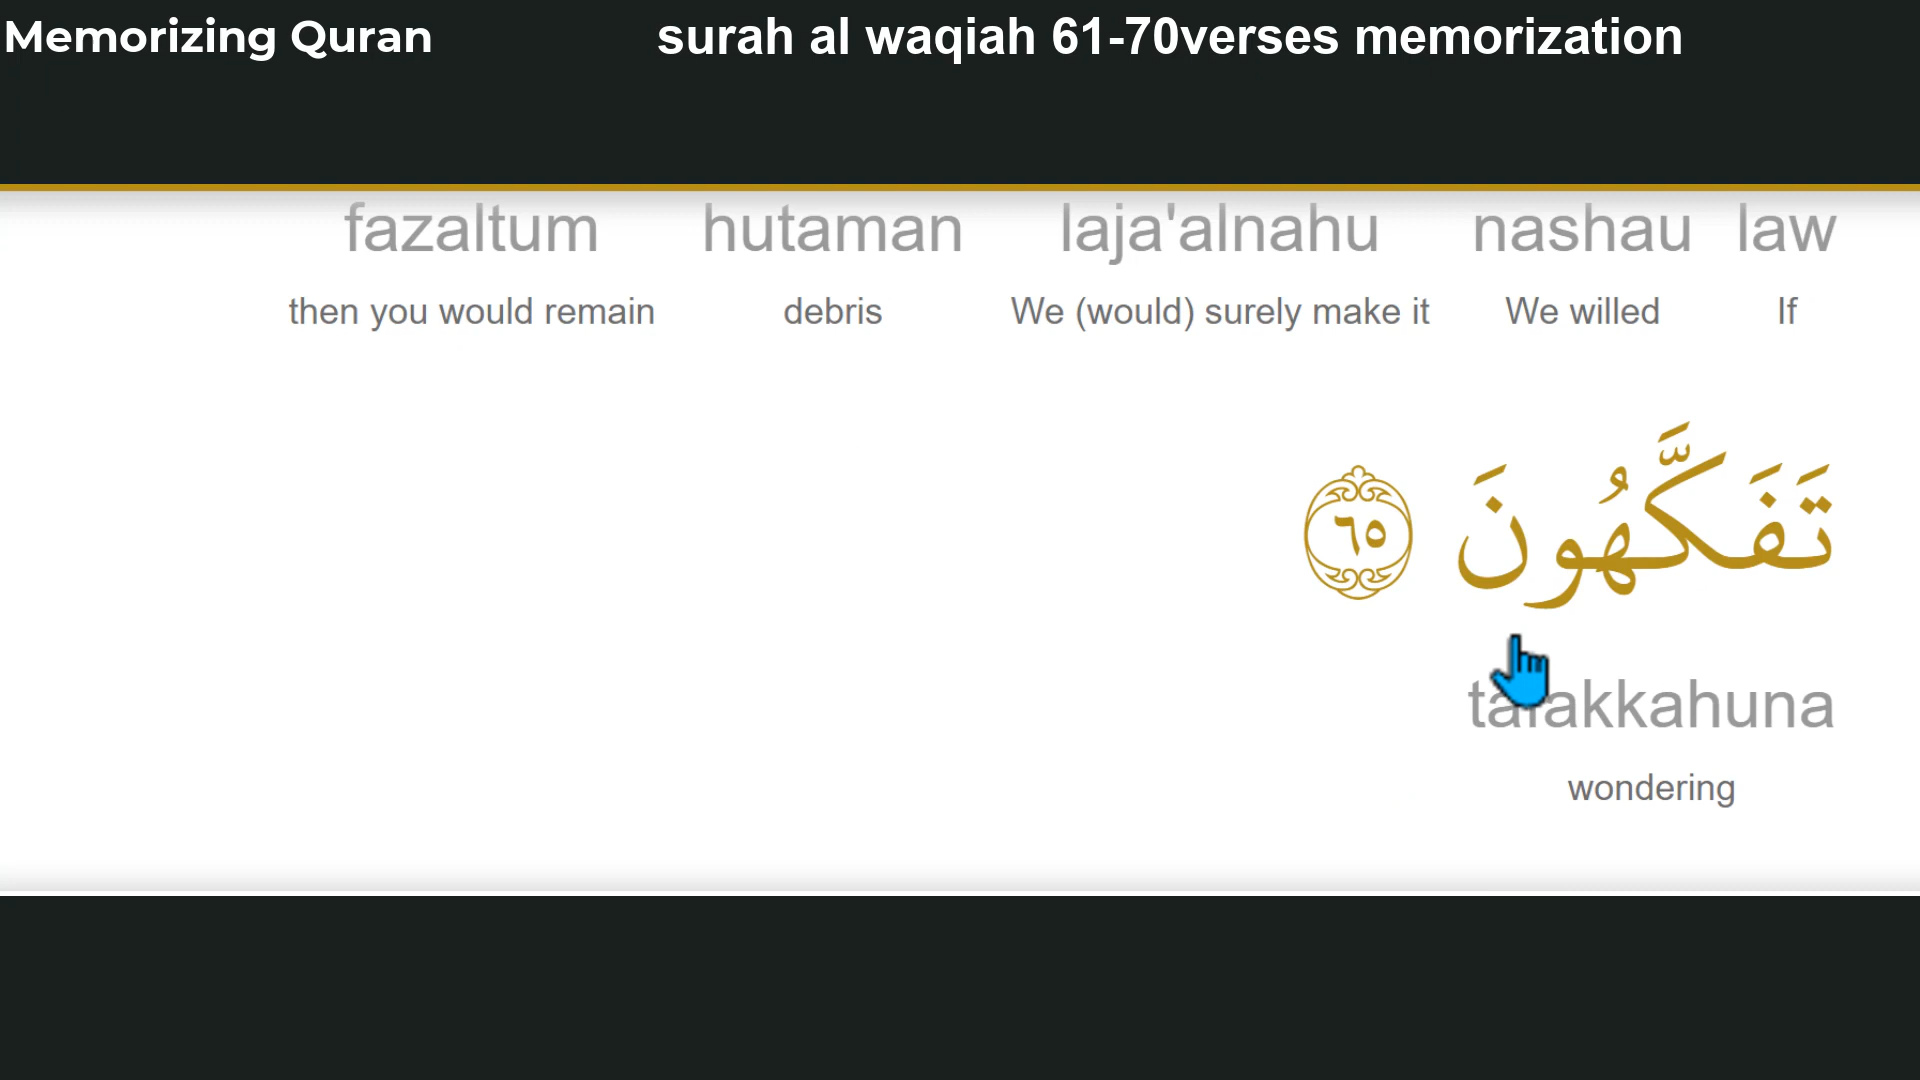 Memorizing Quran
surah al waqiah 61-70verses memorization
fazaltum hutaman laja'alnahu nashau law
then you would remain debris We (would) surely make it We willed If
تَفَكَّهُونَ ٦٥
tafakkahuna
wondering